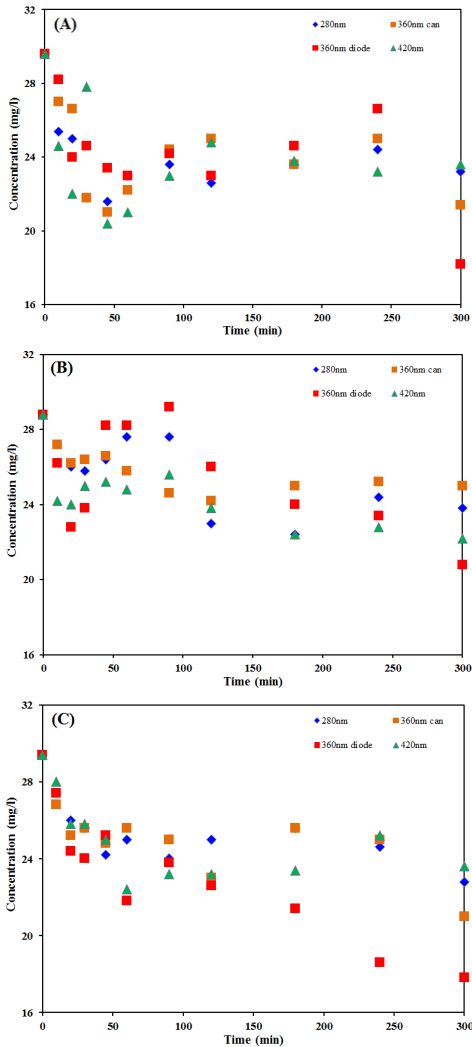 32
(A)
280nm
360nm can
360nm diode
420nm
28
24
20
16
Concentration (mg/l)
0
50
100
150
200
250
300
Time (min)
32
(B)
280nm
360nm can
360nm diode
420nm
28
24
20
16
Concentration (mg/l)
0
50
100
150
200
250
300
Time (min)
32
(C)
280nm
360nm can
360nm diode
420nm
28
24
20
16
Concentration (mg/l)
0
50
100
150
200
250
300
Time (min)